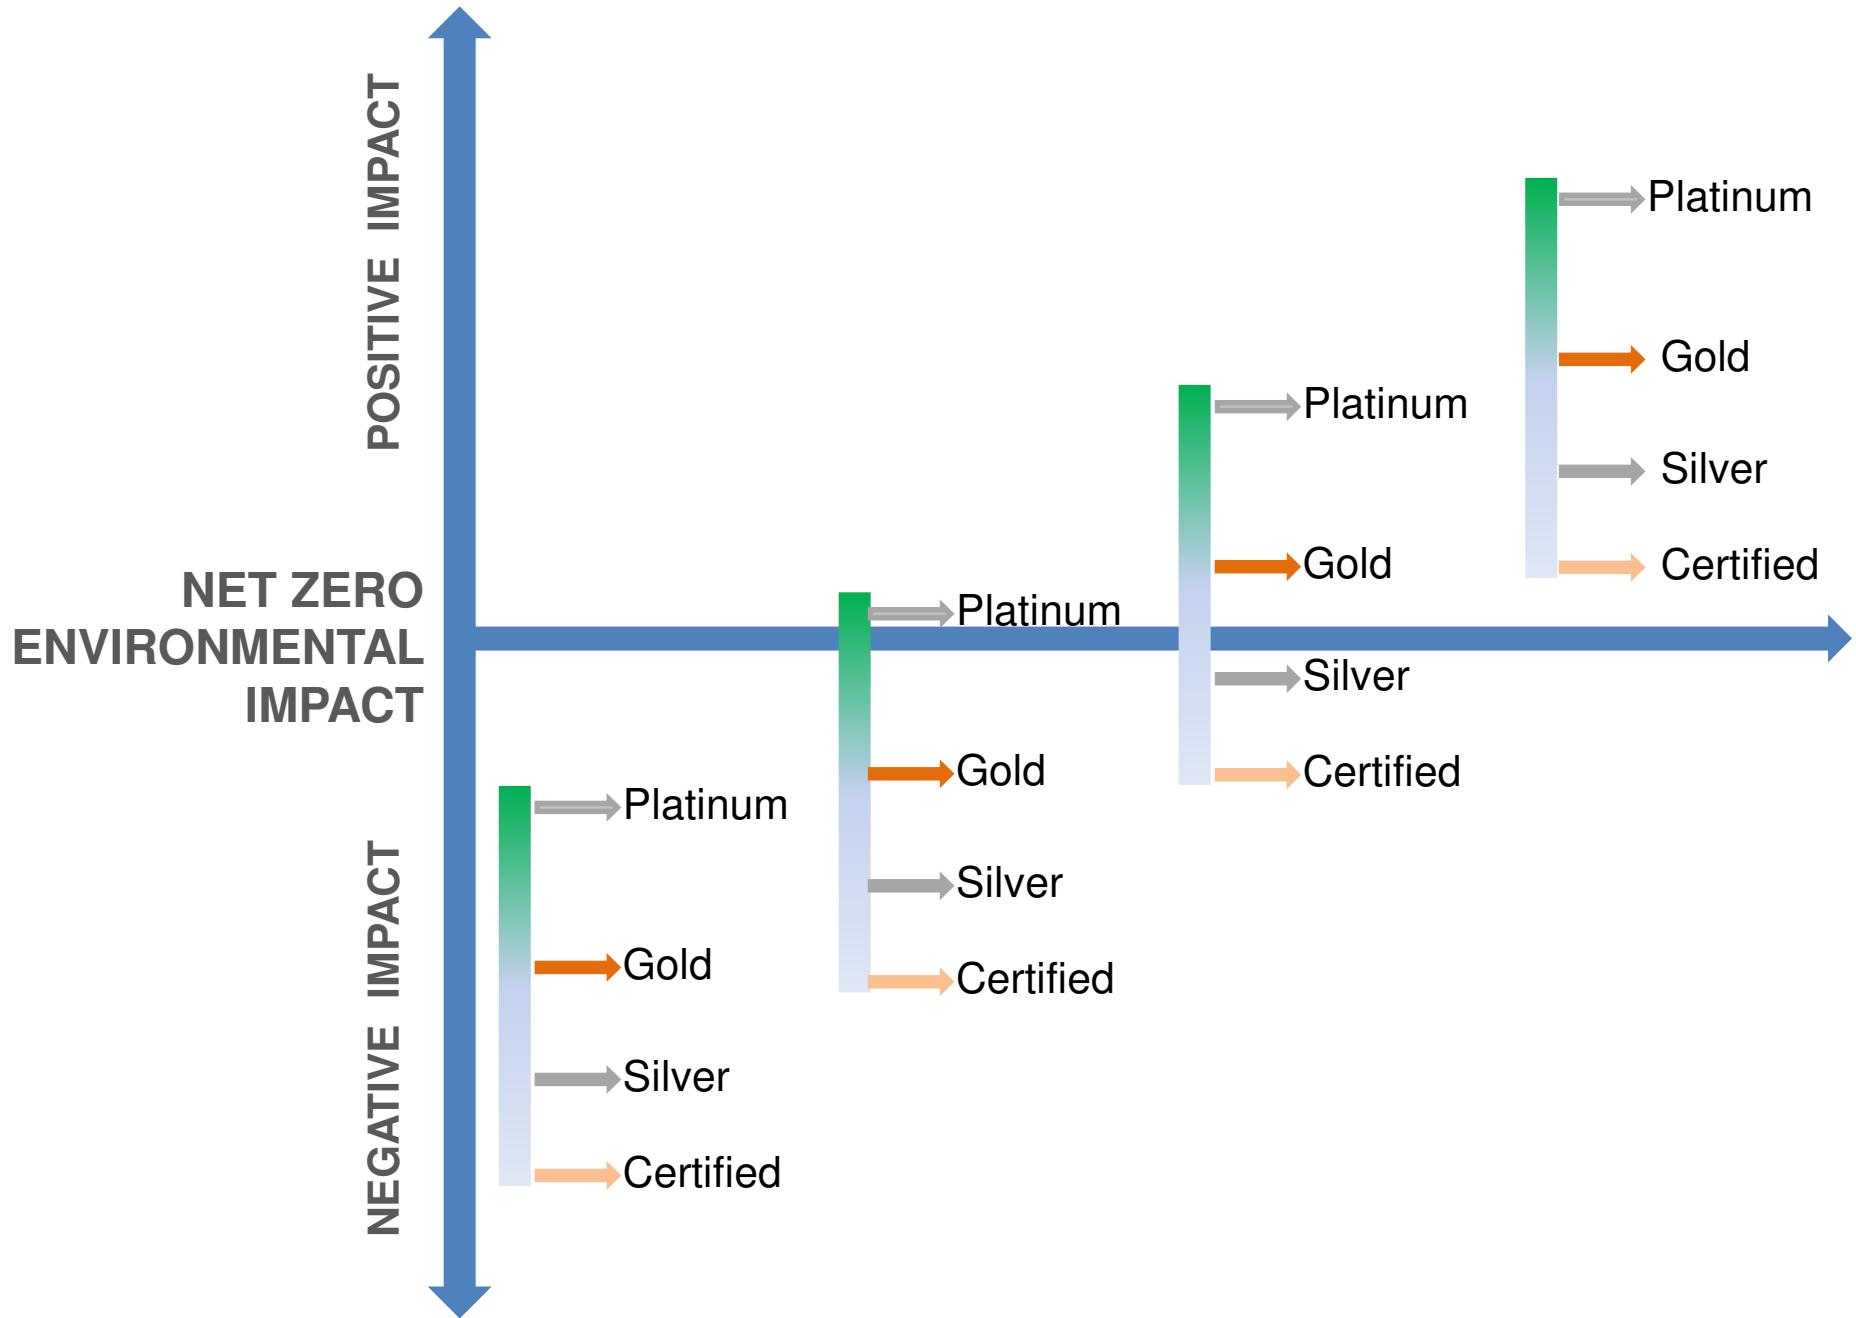 POSITIVE IMPACT
NET ZERO
ENVIRONMENTAL
IMPACT
NEGATIVE IMPACT
Platinum
Gold
Silver
Certified
Platinum
Gold
Silver
Certified
Platinum
Gold
Silver
Certified
Platinum
Gold
Silver
Certified